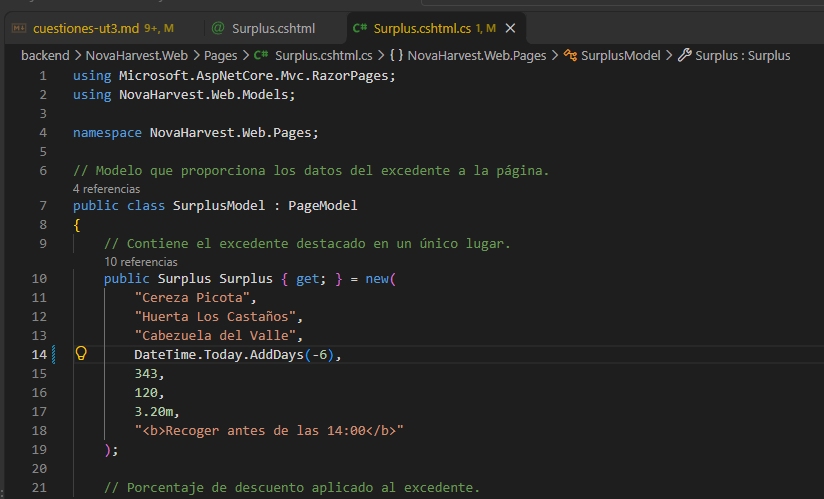 cuestiones-ut3.md 9+, M Surplus.cshtml Surplus.cshtml.cs 1, M
backend > NovaHarvest.Web > Pages > Surplus.cshtml.cs > {} NovaHarvest.Web.Pages > SurplusModel > Surplus : Surplus
1 using Microsoft.AspNetCore.Mvc.RazorPages;
2 using NovaHarvest.Web.Models;
3
4 namespace NovaHarvest.Web.Pages;
5
6 // Modelo que proporciona los datos del excedente a la página.
4 referencias
7 public class SurplusModel : PageModel
8 {
9 // Contiene el excedente destacado en un único lugar.
10 referencias
10 public Surplus Surplus { get; } = new(
11 "Cereza Picota",
12 "Huerta Los Castaños",
13 "Cabezuela del Valle",
14 DateTime.Today.AddDays(-6),
15 343,
16 120,
17 3.20m,
18 "<b>Recoger antes de las 14:00</b>"
19 );
20
21 // Porcentaje de descuento aplicado al excedente.